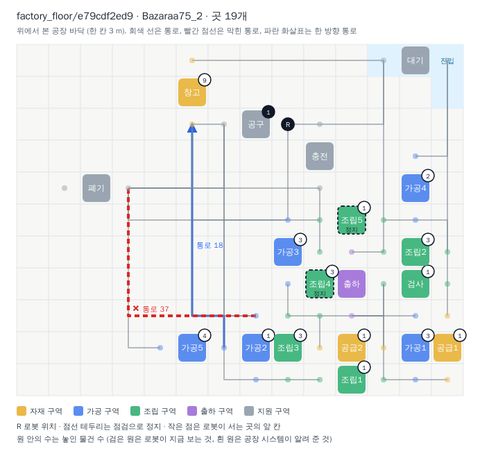 factory_floor/e79cdf2ed9 · Bazaraa75_2 · 곳 19개
위에서 본 공장 바닥 (한 칸 3 m). 회색 선은 통로, 빨간 점선은 막힌 통로, 파란 화살표는 한 방향 통로
대기
9
창고
1
공구
R
충전
2
폐기
가공4
1
조립5
정지
3
가공3
3
조립2
통로 18
3
조립4
정지
출하
1
검사
✕ 통로 37
4
가공5
1
가공2
3
조립3
공급2
3
가공1
1
공급1
1
조립1
자재 구역
가공 구역
조립 구역
출하 구역
지원 구역
R 로봇 위치 · 점선 테두리는 점검으로 정지 · 작은 점은 로봇이 서는 곳의 앞 칸
원 안의 수는 놓인 물건 수 (검은 원은 로봇이 지금 보는 것, 흰 원은 공장 시스템이 알려 준 것)